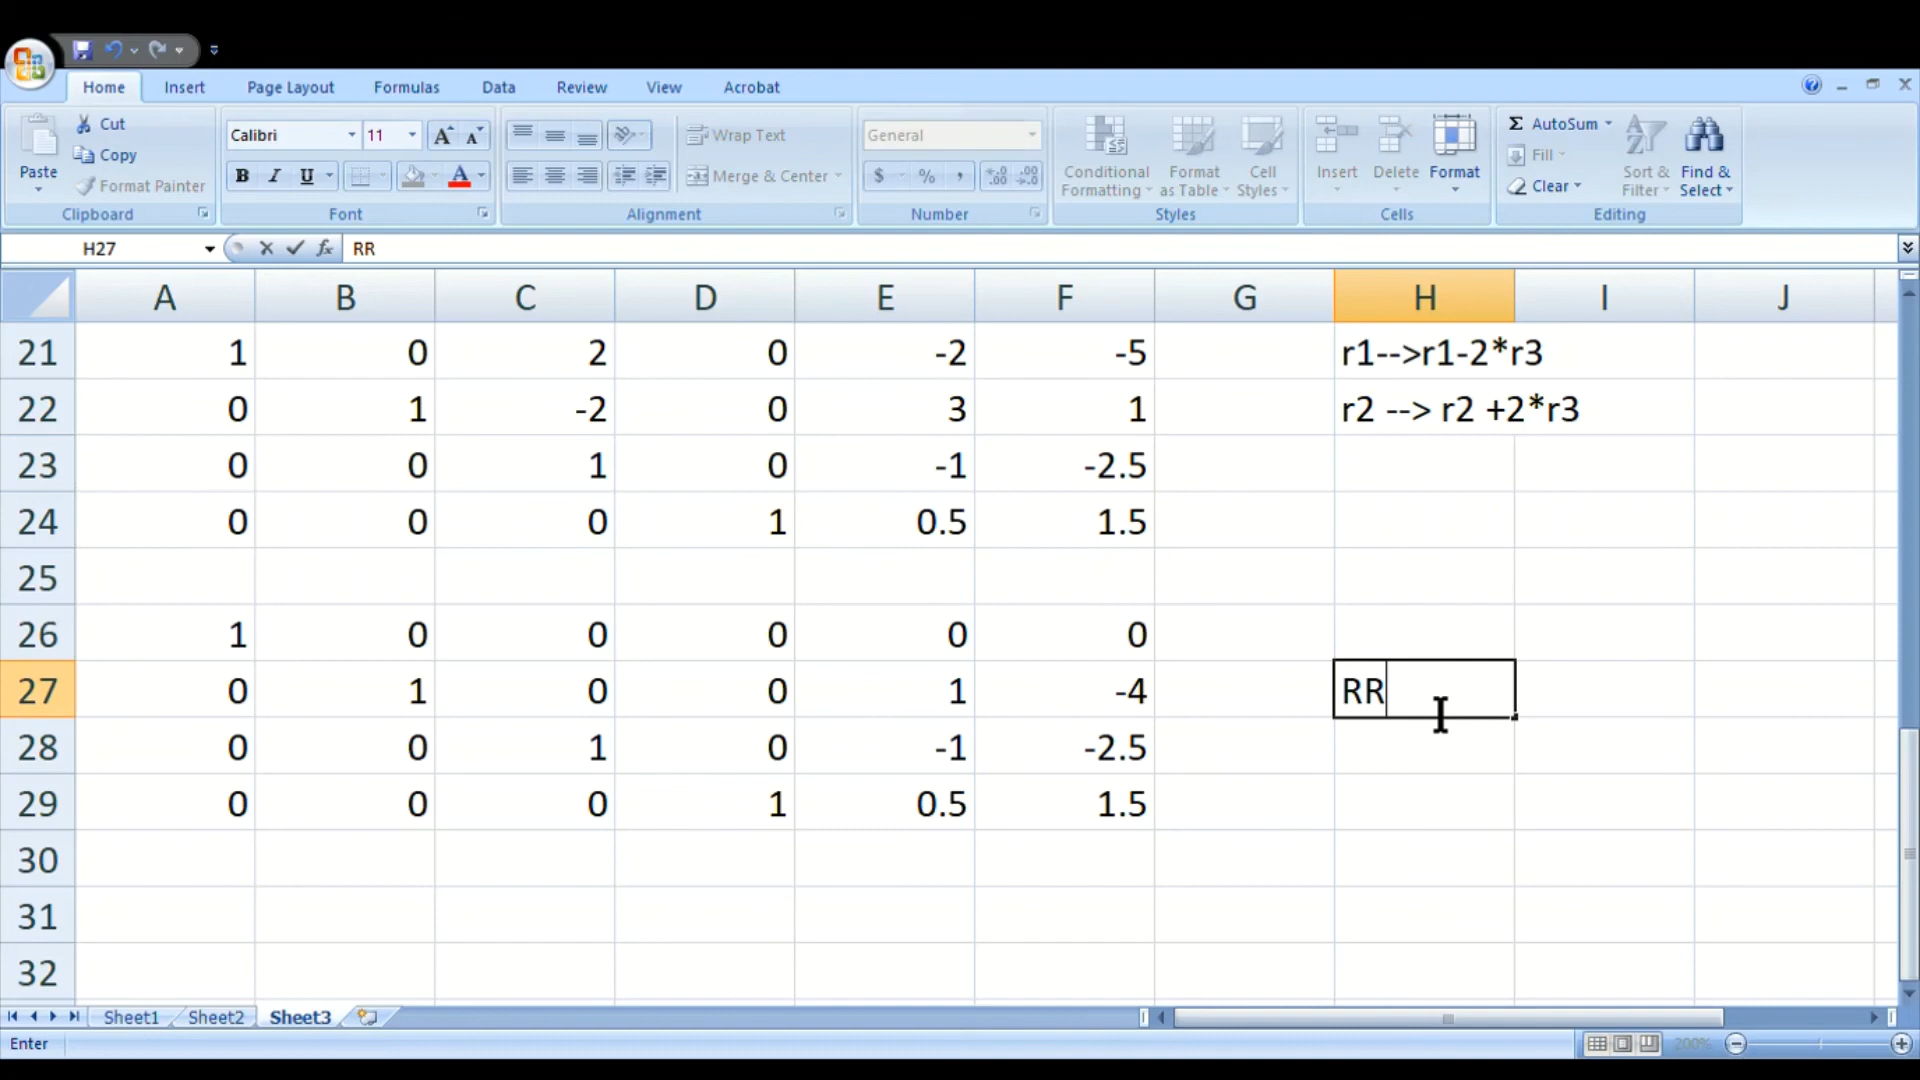 Home Insert Page Layout Formulas Data Review View Acrobat
Paste
Cut
Copy
Format Painter
Clipboard
Calibri 11 A A
B I U A
Font
Wrap Text
Merge & Center
Alignment
General
$ % ,
Number
Conditional Formatting
Format as Table
Cell Styles
Styles
Insert Delete Format
Cells
Σ AutoSum
Fill
Clear
Sort & Filter
Find & Select
Editing
H27 fx RR
A B C D E F G H I J
21 1 0 2 0 -2 -5 r1-->r1-2*r3
22 0 1 -2 0 3 1 r2 --> r2 +2*r3
23 0 0 1 0 -1 -2.5
24 0 0 0 1 0.5 1.5
25
26 1 0 0 0 0 0
27 0 1 0 0 1 -4 RR
28 0 0 1 0 -1 -2.5
29 0 0 0 1 0.5 1.5
30
31
32
Sheet1 Sheet2 Sheet3
Enter 200%